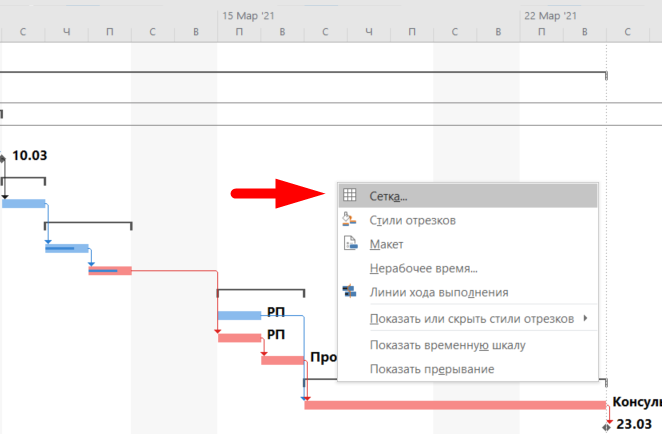 15 Мар '21 22 Мар '21
С Ч П С В П В С Ч П С В П В С
10.03
Сетка...
Стили отрезков
Макет
Нерабочее время...
Линии хода выполнения
РП
Показать или скрыть стили отрезков
РП
Показать временную шкалу
Про
Показать прерывание
Консули
23.03